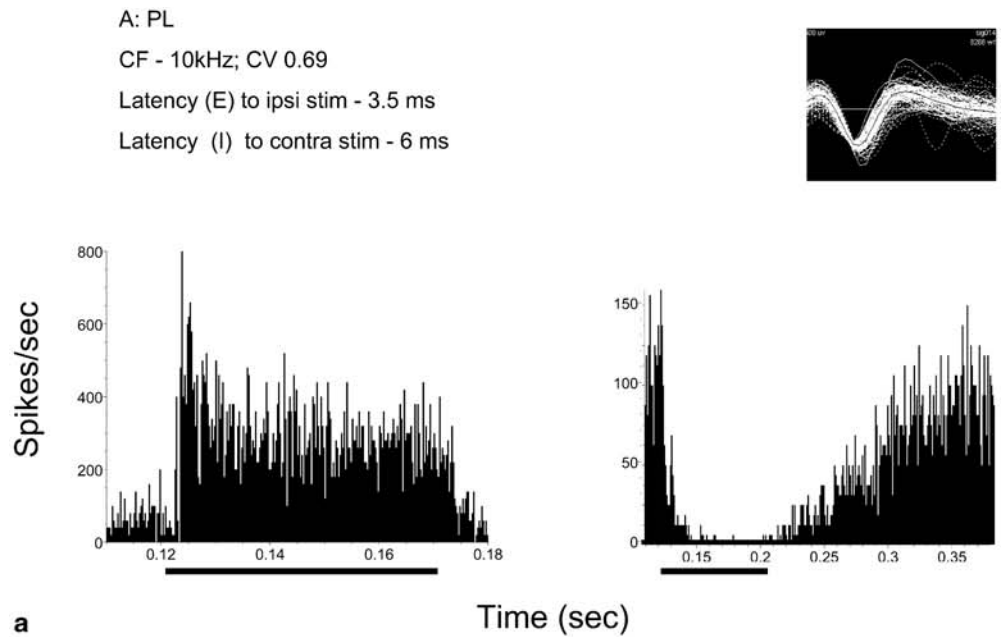 A: PL
CF - 10kHz; CV 0.69
Latency (E) to ipsi stim - 3.5 ms
Latency (I) to contra stim - 6 ms
Spikes/sec
800
600
400
200
0
0.12
0.14
0.16
0.18
150
100
50
0
0.15
0.2
0.25
0.3
0.35
Time (sec)
a